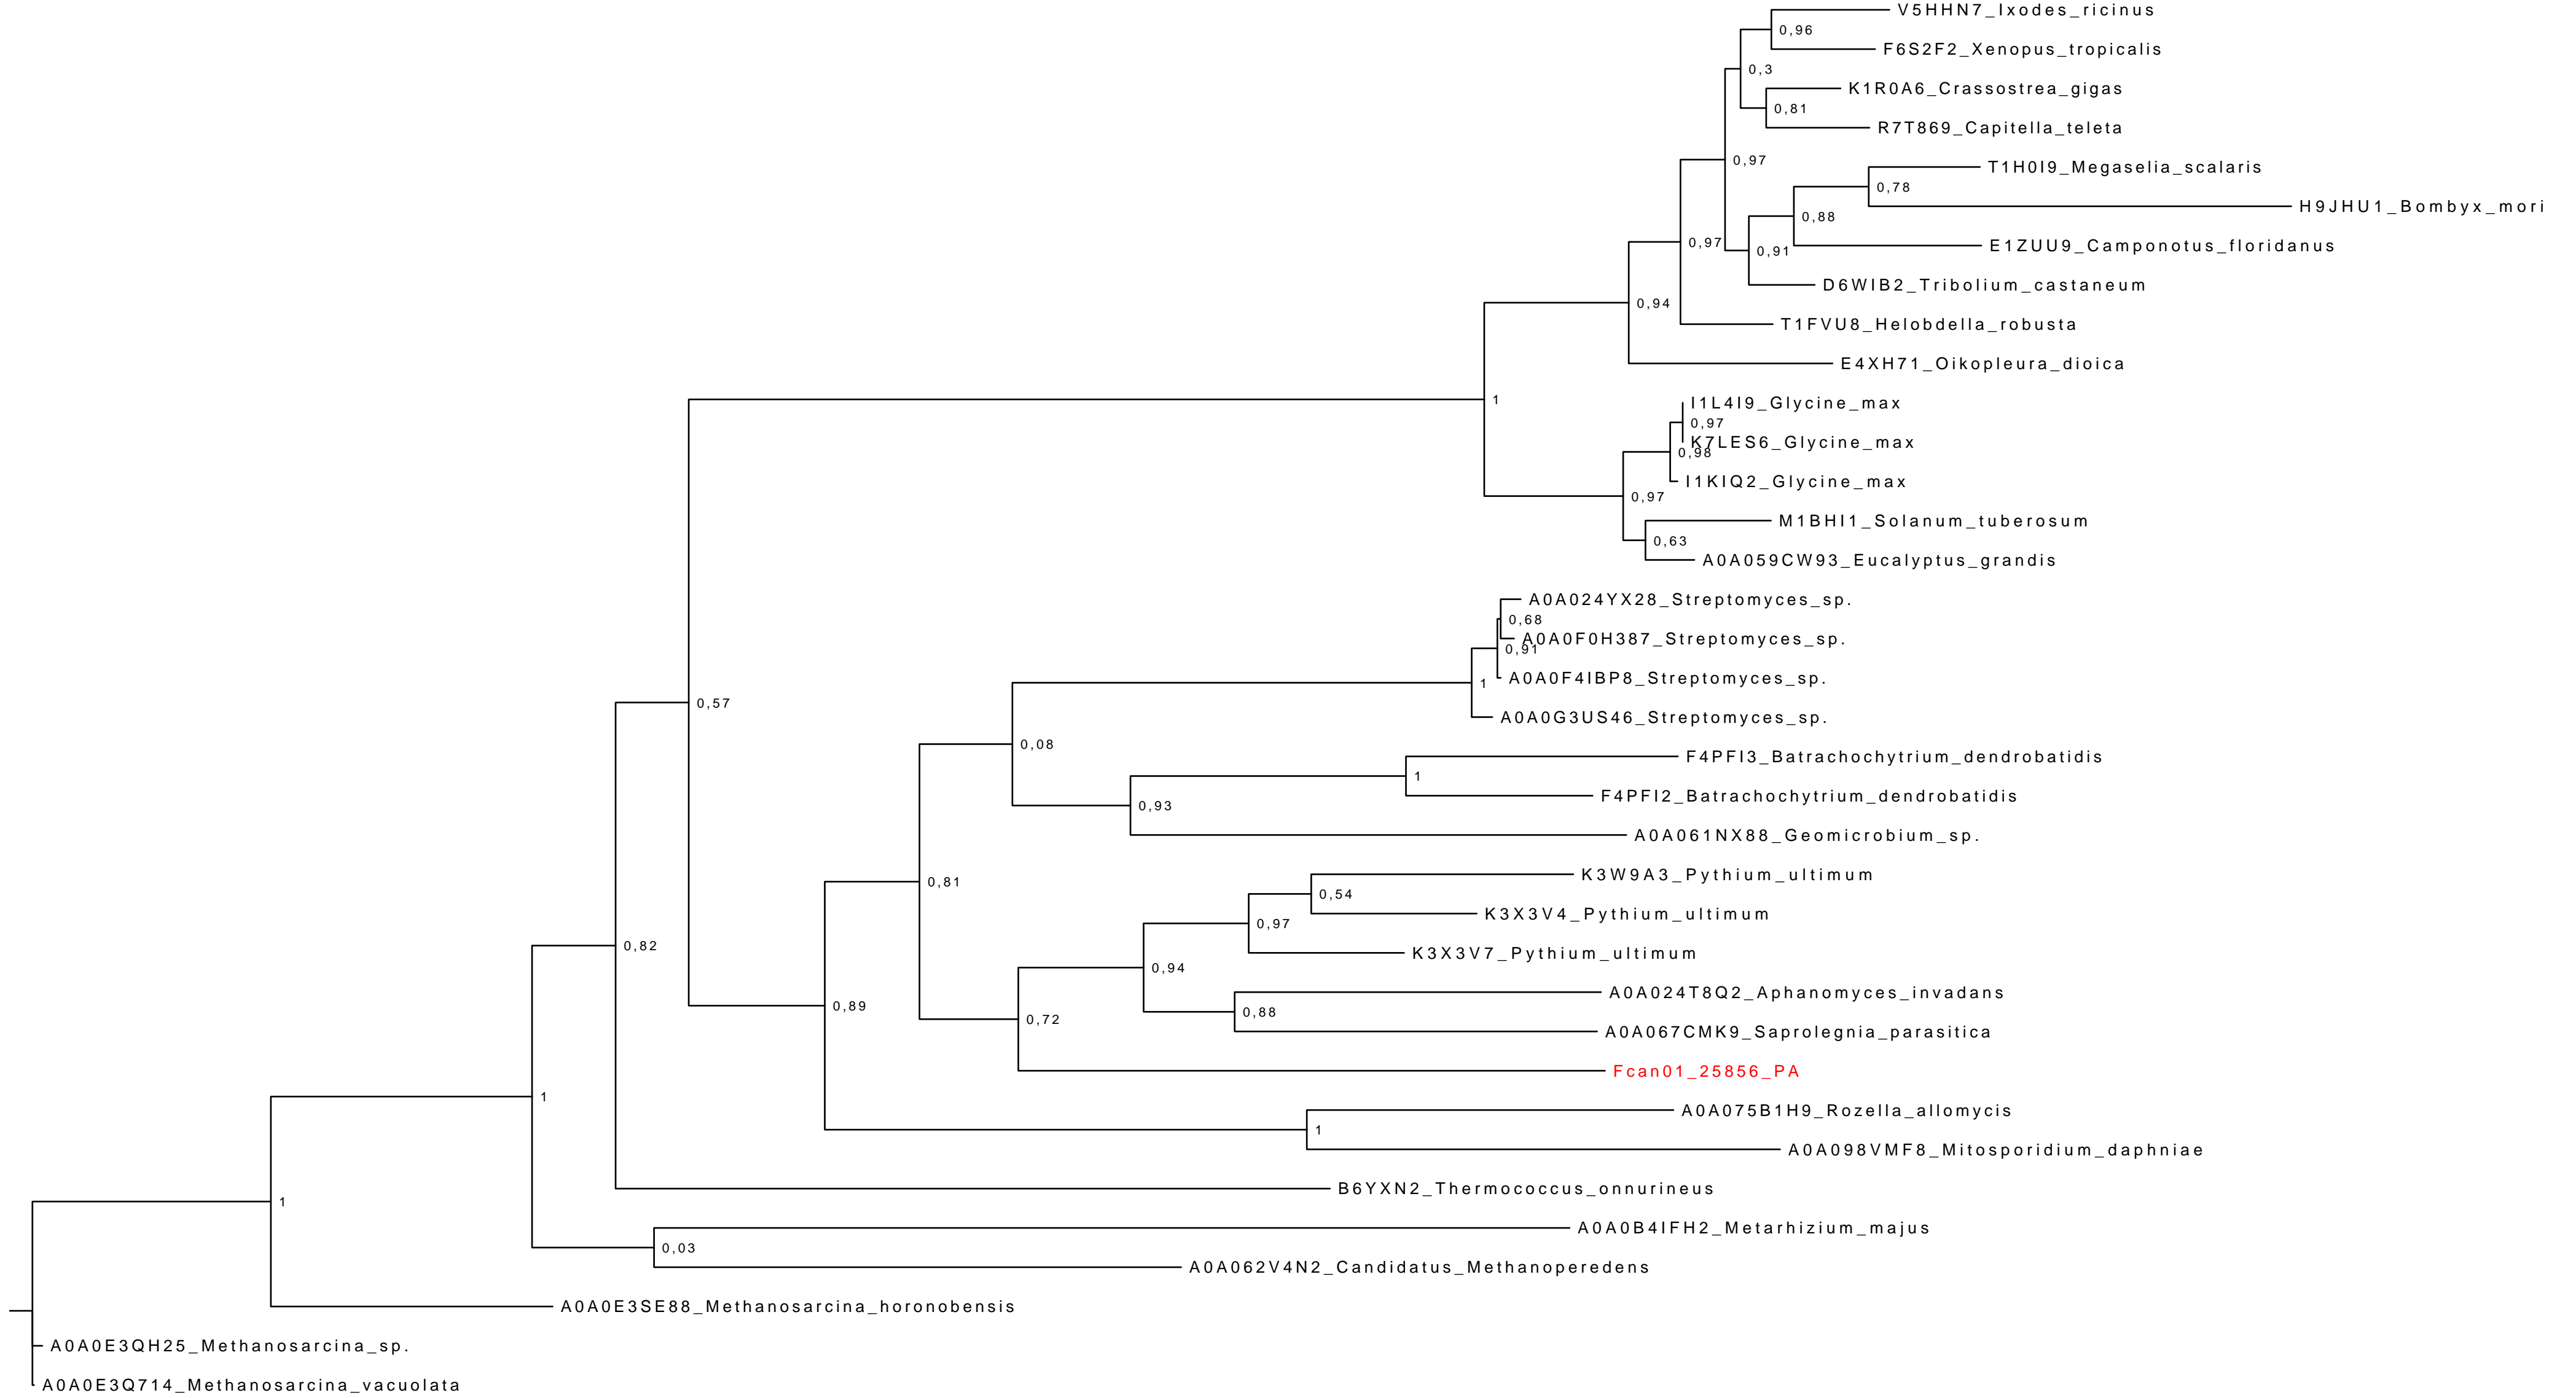 V5HHN7_Ixodes_ricinus
0,96
F6S2F2_Xenopus_tropicalis
0,3
K1R0A6_Crassostrea_gigas
0,81
R7T869_Capitella_teleta
0,97
T1H0I9_Megaselia_scalaris
0,78
H9JHU1_Bombyx_mori
0,88
E1ZUU9_Camponotus_floridanus
0,97
0,91
D6WIB2_Tribolium_castaneum
0,94
T1FVU8_Helobdella_robusta
E4XH71_Oikopleura_dioica
1
I1L4I9_Glycine_max
0,97
K7LES6_Glycine_max
0,98
I1KIQ2_Glycine_max
0,97
M1BHI1_Solanum_tuberosum
0,63
A0A059CW93_Eucalyptus_grandis
A0A024YX28_Streptomyces_sp.
0,68
A0A0F0H387_Streptomyces_sp.
0,91
A0A0F4IBP8_Streptomyces_sp.
1
0,57
A0A0G3US46_Streptomyces_sp.
0,08
F4PFI3_Batrachochytrium_dendrobatidis
1
F4PFI2_Batrachochytrium_dendrobatidis
0,93
A0A061NX88_Geomicrobium_sp.
K3W9A3_Pythium_ultimum
0,81
0,54
K3X3V4_Pythium_ultimum
0,97
0,82
K3X3V7_Pythium_ultimum
0,94
A0A024T8Q2_Aphanomyces_invadans
0,89
0,88
0,72
A0A067CMK9_Saprolegnia_parasitica
Fcan01_25856_PA
1
A0A075B1H9_Rozella_allomycis
1
A0A098VMF8_Mitosporidium_daphniae
B6YXN2_Thermococcus_onnurineus
1
A0A0B4IFH2_Metarhizium_majus
0,03
A0A062V4N2_Candidatus_Methanoperedens
A0A0E3SE88_Methanosarcina_horonobensis
A0A0E3QH25_Methanosarcina_sp.
A0A0E3Q714_Methanosarcina_vacuolata